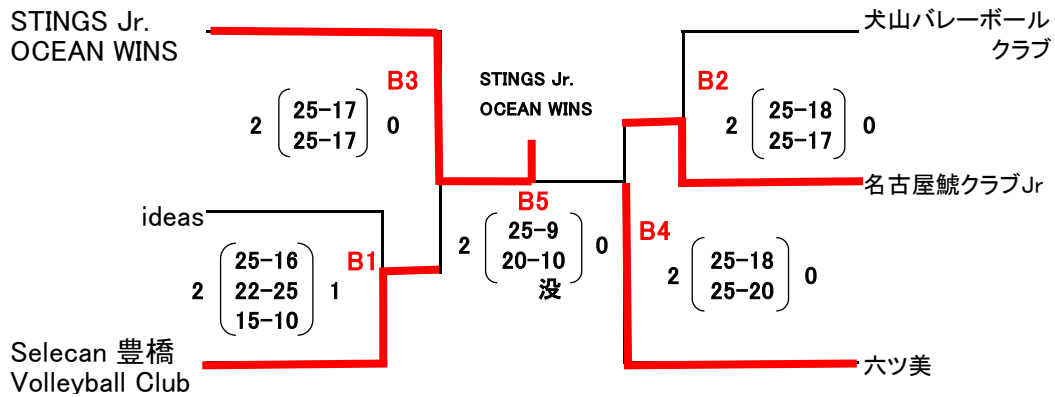 STINGS Jr.
OCEAN WINS
犬山バレーボール
クラブ
B3
STINGS Jr.
OCEAN WINS
B2
2 25-17 0
25-17
2 25-18 0
25-17
名古屋鯱クラブJr
ideas
B5
B4
2 25-9 0
20-10
没
B1
2 25-16 1
22-25
15-10
2 25-18 0
25-20
Selecan 豊橋
Volleyball Club
六ツ美